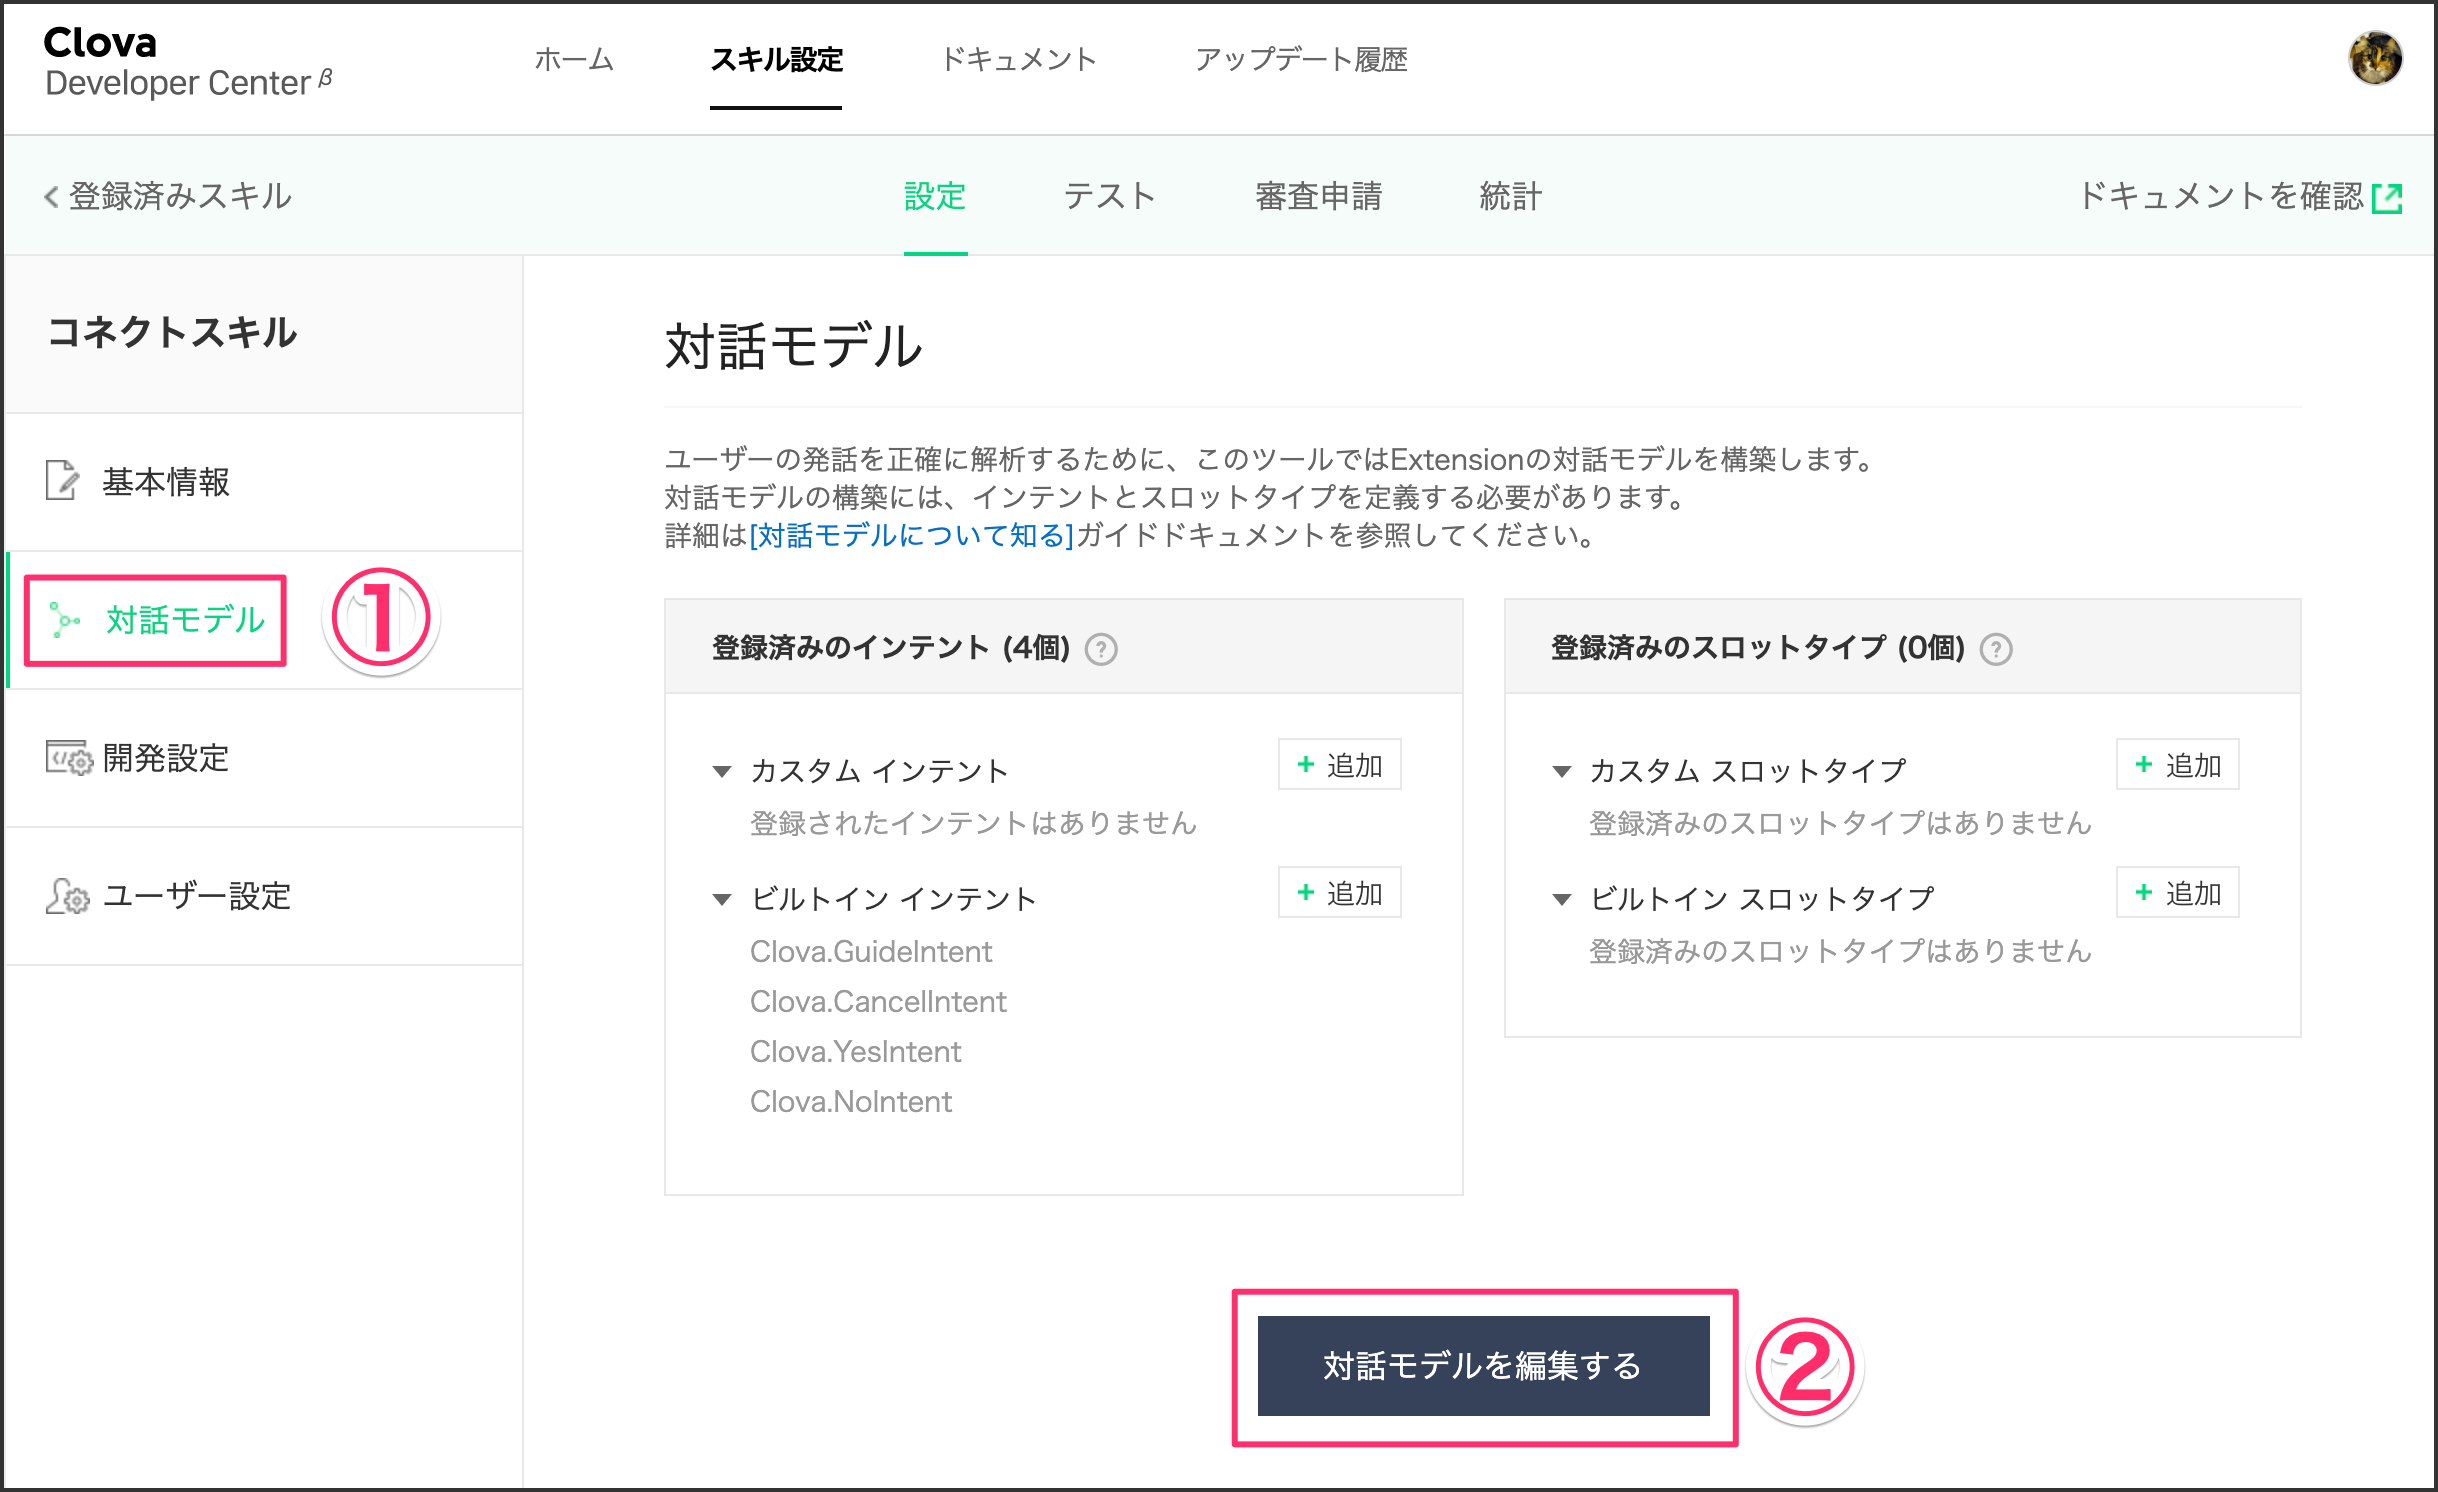 Clova
Developer Center β
ホーム
スキル設定
ドキュメント
アップデート履歴
登録済みスキル
設定
テスト
審査申請
統計
ドキュメントを確認
コネクトスキル
基本情報
対話モデル
①
開発設定
ユーザー設定
対話モデル
ユーザーの発話を正確に解析するために、このツールではExtensionの対話モデルを構築します。
対話モデルの構築には、インテントとスロットタイプを定義する必要があります。
詳細は[対話モデルについて知る]ガイドドキュメントを参照してください。
登録済みのインテント (4個) ?
カスタム インテント
+ 追加
登録されたインテントはありません
ビルトイン インテント
+ 追加
Clova.GuideIntent
Clova.CancelIntent
Clova.YesIntent
Clova.NoIntent
登録済みのスロットタイプ (0個) ?
カスタム スロットタイプ
+ 追加
登録済みのスロットタイプはありません
ビルトイン スロットタイプ
+ 追加
登録済みのスロットタイプはありません
対話モデルを編集する
②